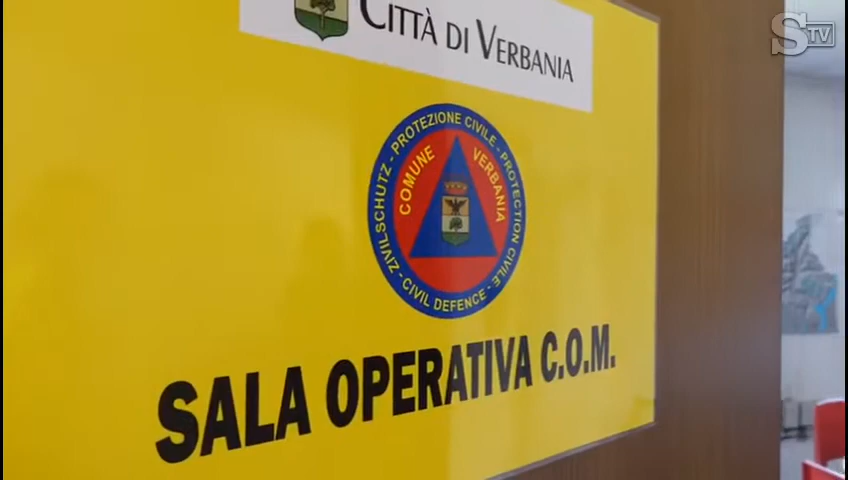 STV
CITTÀ DI VERBANIA
PROTEZIONE CIVILE - PROTECTION CIVILE - CIVIL DEFENCE - ZIVILSCHUTZ -
COMUNE VERBANIA
SALA OPERATIVA C.O.M.